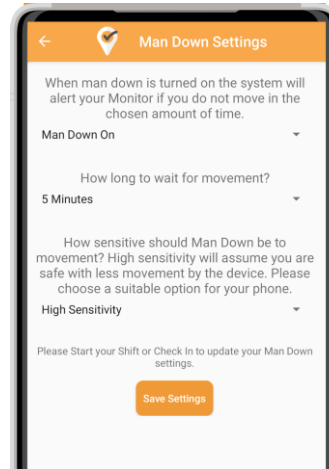 Man Down Settings
When man down is turned on the system will
alert your Monitor if you do not move in the
chosen amount of time.
Man Down On
How long to wait for movement?
5 Minutes
How sensitive should Man Down be to
movement? High sensitivity will assume you are
safe with less movement by the device. Please
choose a suitable option for your phone.
High Sensitivity
Please Start your Shift or Check In to update your Man Down
settings.
Save Settings